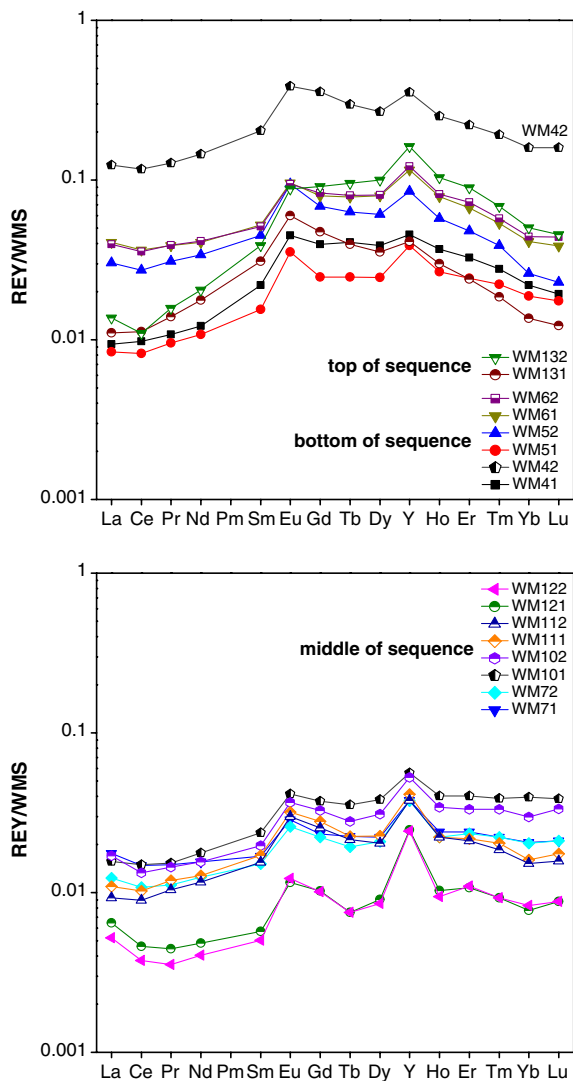 1
0.1
0.01
0.001
REY/WMS
WM42
top of sequence
bottom of sequence
WM132
WM131
WM62
WM61
WM52
WM51
WM42
WM41
La Ce Pr Nd Pm Sm Eu Gd Tb Dy Y Ho Er Tm Yb Lu
1
0.1
0.01
0.001
REY/WMS
middle of sequence
WM122
WM121
WM112
WM111
WM102
WM101
WM72
WM71
La Ce Pr Nd Pm Sm Eu Gd Tb Dy Y Ho Er Tm Yb Lu